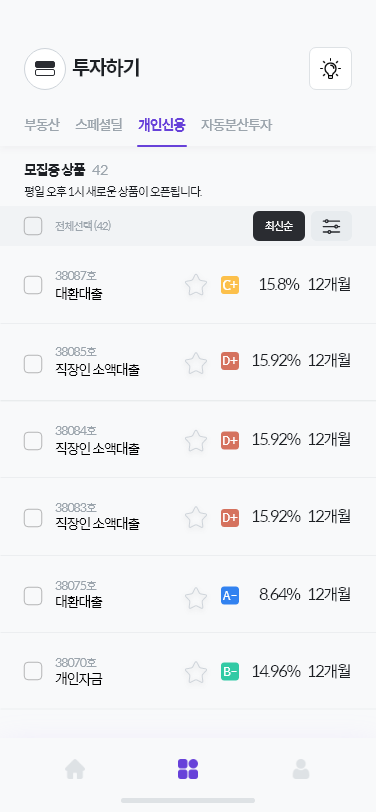 투자하기
부동산 스페셜딜 개인신용 자동분산투자
모집중 상품 42
평일 오후 1시 새로운 상품이 오픈됩니다.
전체선택 (42) 최신순
38087호
대환대출 C+ 15.8% 12개월
38085호
직장인 소액대출 D+ 15.92% 12개월
38084호
직장인 소액대출 D+ 15.92% 12개월
38083호
직장인 소액대출 D+ 15.92% 12개월
38075호
대환대출 A- 8.64% 12개월
38070호
개인자금 B- 14.96% 12개월